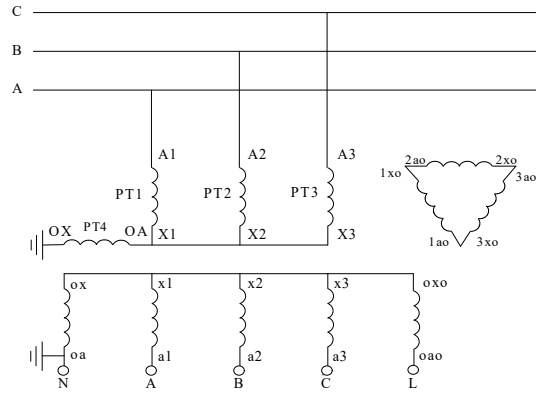 C
B
A
A1 A2 A3
2ao 2xo
1xo 3ao
PT1 PT2 PT3
OX PT4 OA X1 X2 X3
1ao 3xo
ox x1 x2 x3 oxo
oa a1 a2 a3 oao
N A B C L